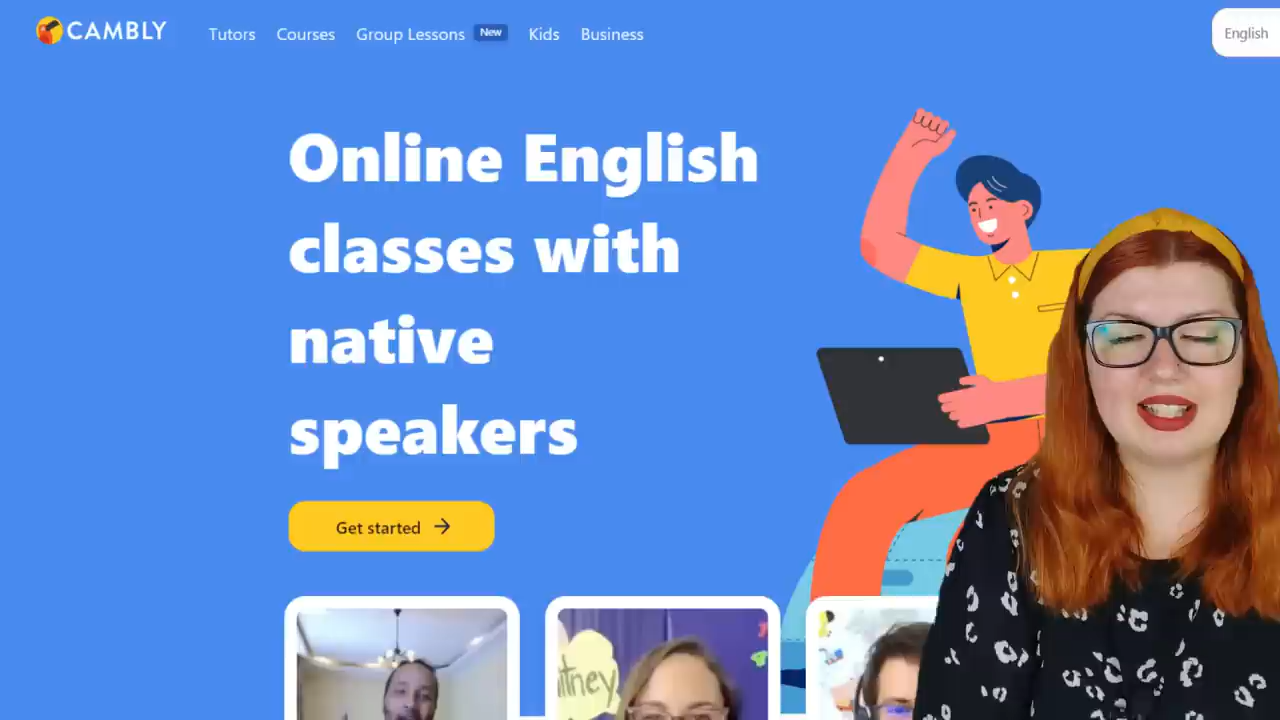 CAMBLY
Tutors Courses Group Lessons New Kids Business
English
Online English
classes with
native
speakers
Get started